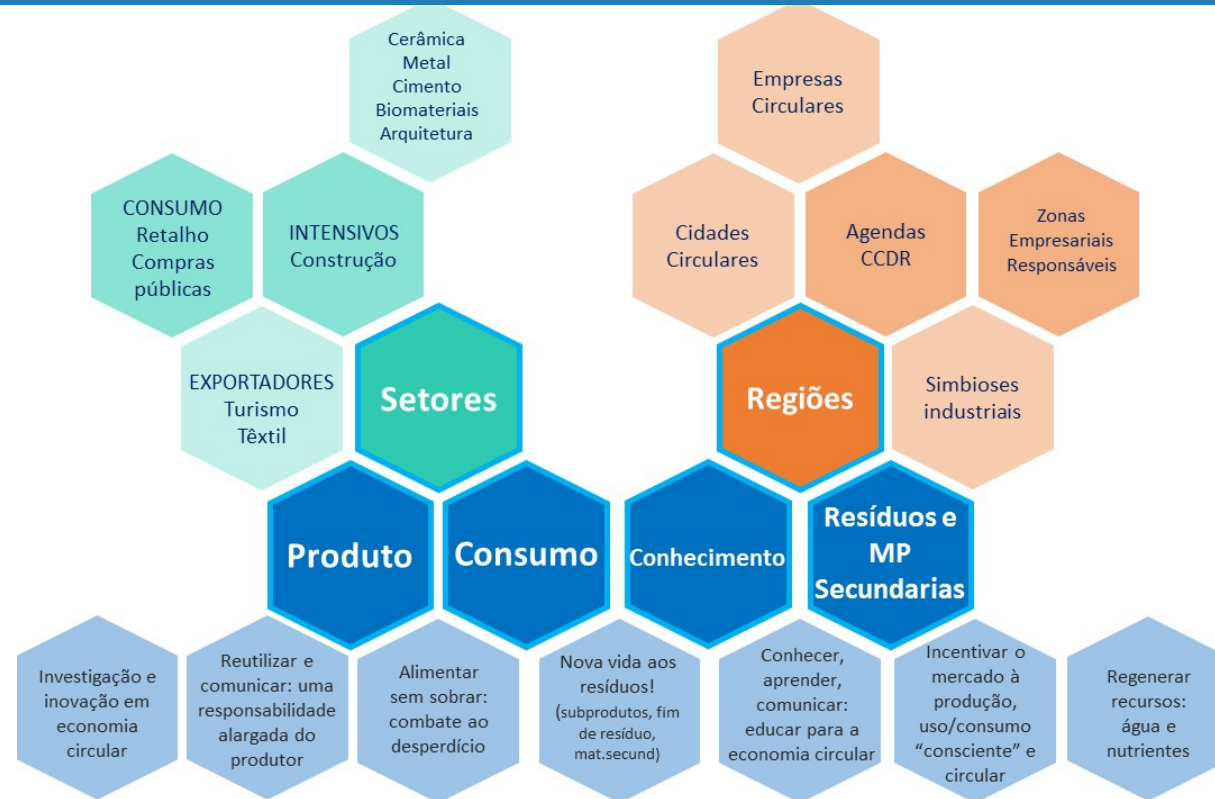 Cerâmica
Metal
Cimento
Biomateriais
Arquitetura
Empresas
Circulares
CONSUMO
Retalho
Compras
públicas
INTENSIVOS
Construção
Cidades
Circulares
Agendas
CCDR
Zonas
Empresariais
Responsáveis
EXPORTADORES
Turismo
Têxtil
Setores
Regiões
Simbioses
industriais
Produto
Consumo
Conhecimento
Resíduos e
MP
Secundarias
Investigação e
inovação em
economia
circular
Reutilizar e
comunicar: uma
responsabilidade
alargada do
produtor
Alimentar
sem sobrar:
combate ao
desperdício
Nova vida aos
resíduos!
(subprodutos, fim
de resíduo,
mat.secund)
Conhecer,
aprender,
comunicar:
educar para a
economia circular
Incentivar o
mercado à
produção,
uso/consumo
“consciente” e
circular
Regenerar
recursos:
água e
nutrientes